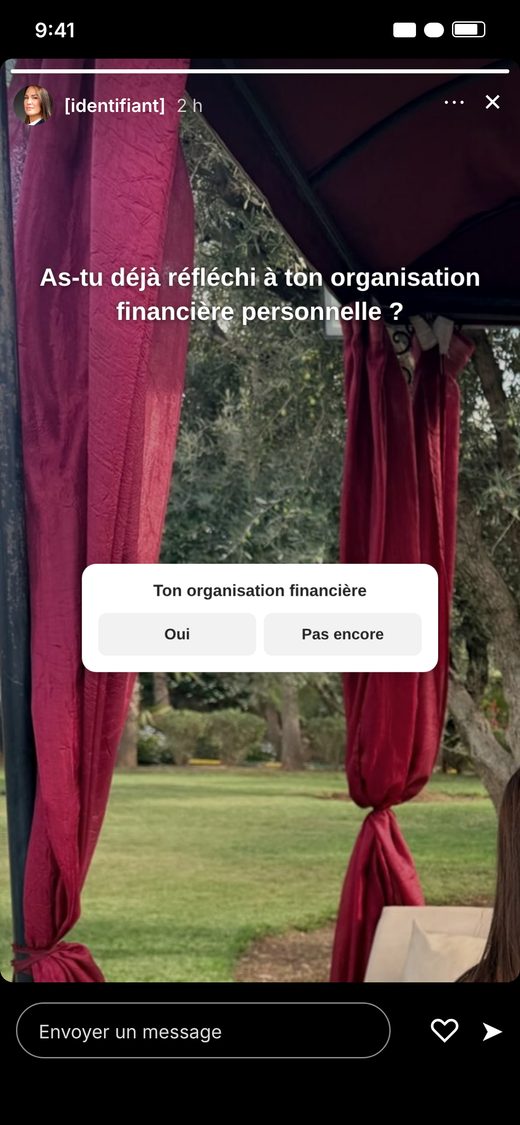 9:41
[identifiant] 2 h
As-tu déjà réfléchi à ton organisation
financière personnelle ?
Ton organisation financière
Oui
Pas encore
Envoyer un message